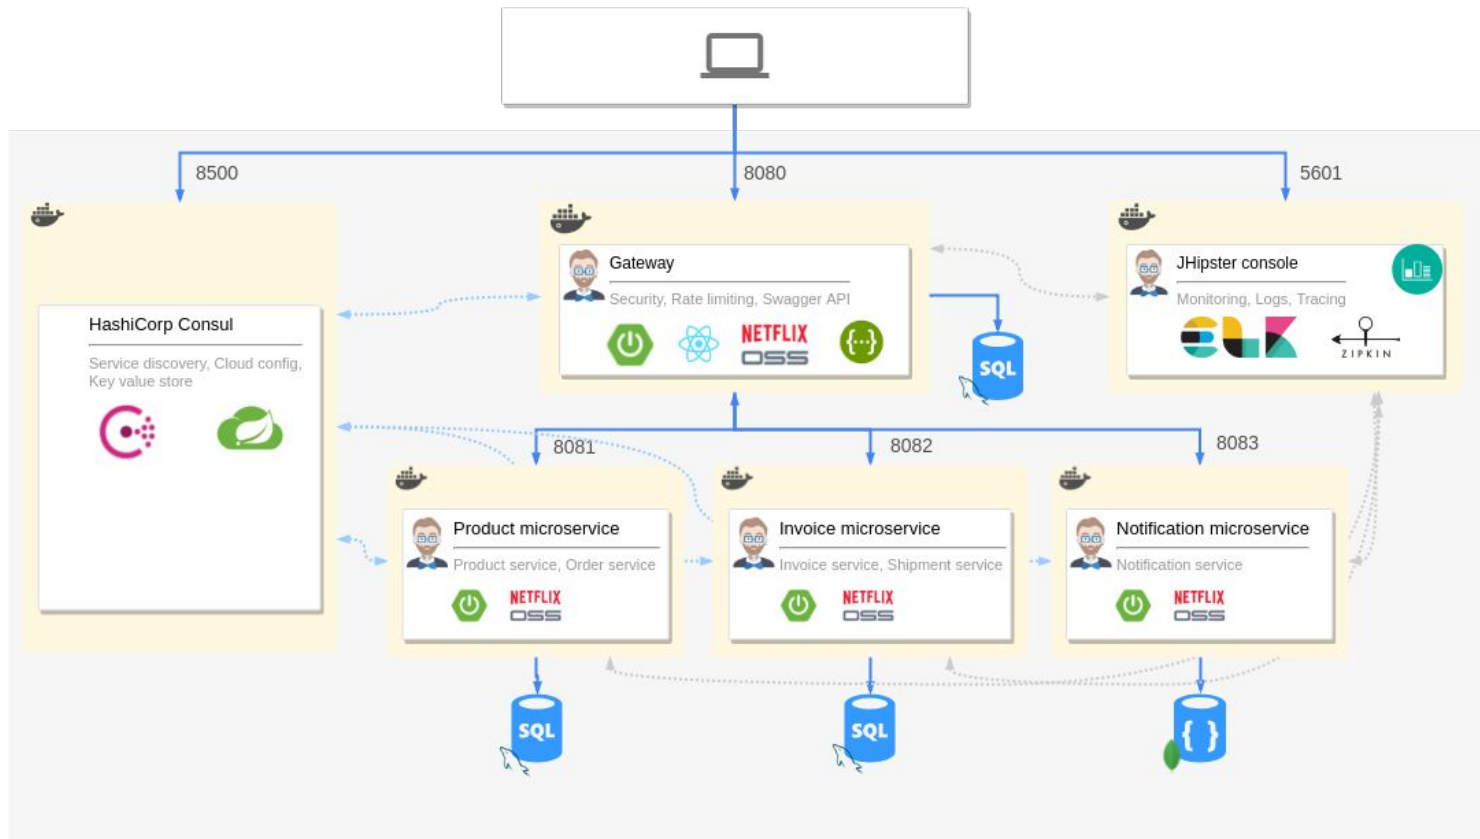 8500
8080
5601
Gateway
Security, Rate limiting, Swagger API
NETFLIX
OSS
{···}
SQL
JHipster console
Monitoring, Logs, Tracing
ELK
ZIPKIN
HashiCorp Consul
Service discovery, Cloud config,
Key value store
8081
8082
8083
Product microservice
Product service, Order service
NETFLIX
OSS
Invoice microservice
Invoice service, Shipment service
NETFLIX
OSS
Notification microservice
Notification service
NETFLIX
OSS
SQL
SQL
{ }